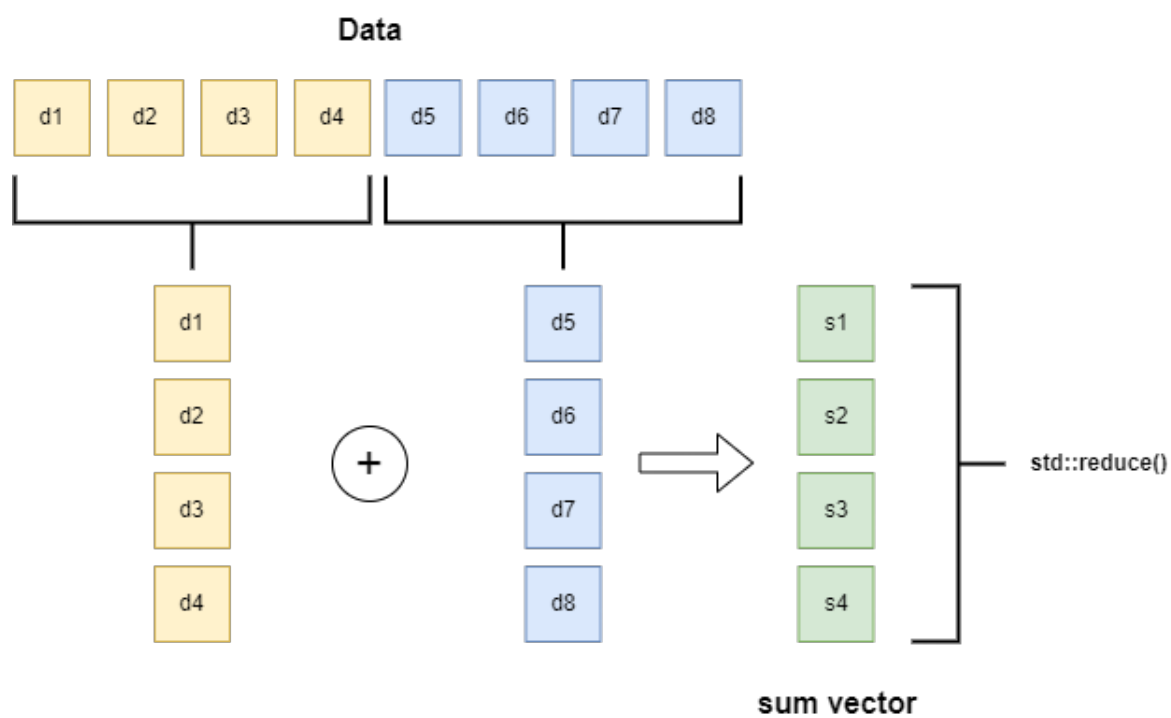 Data
d1 d2 d3 d4 d5 d6 d7 d8
d1 d5 s1
d2 d6 s2
+
std::reduce()
d3 d7 s3
d4 d8 s4
sum vector